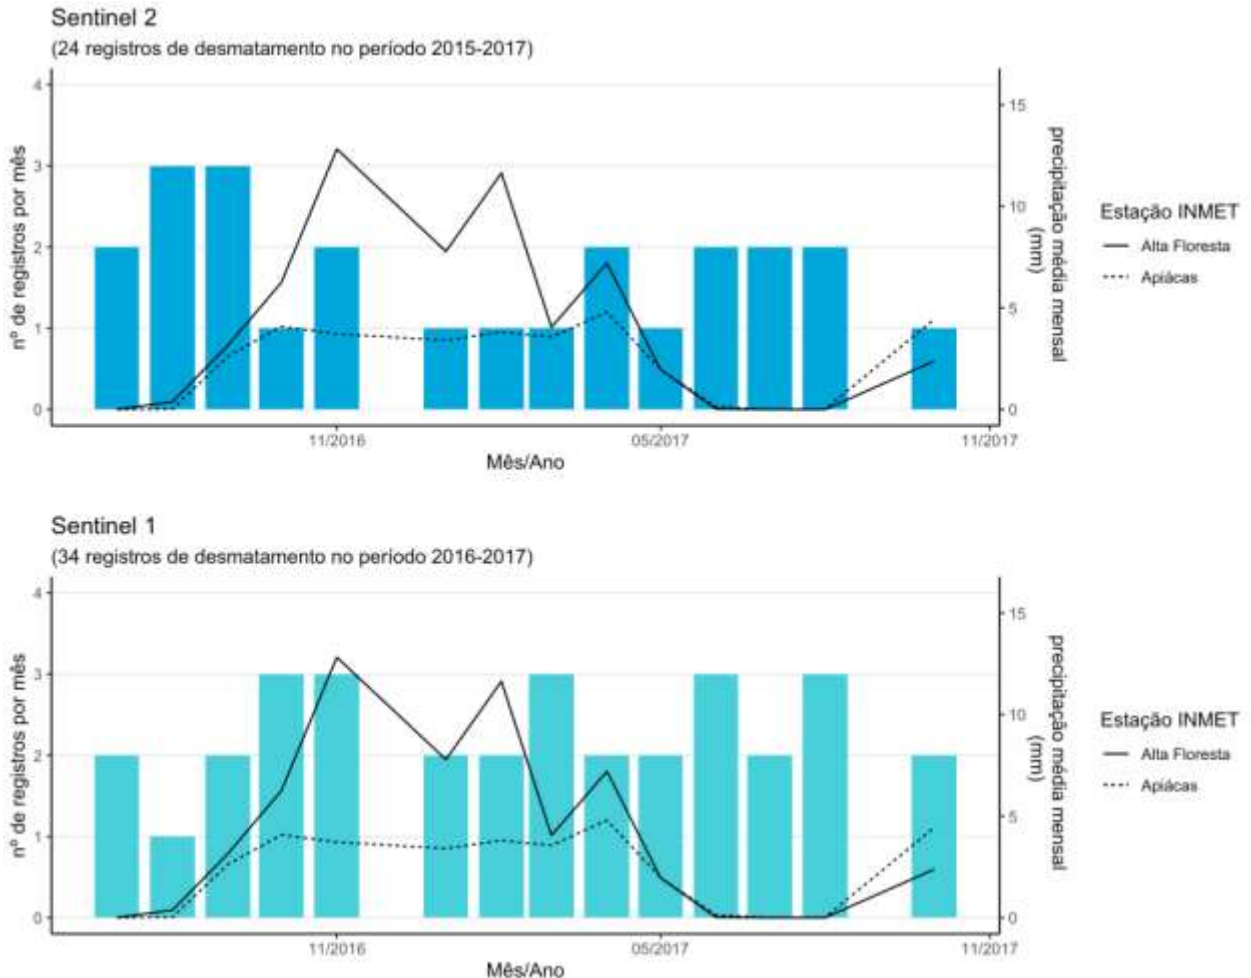 Sentinel 2
(24 registros de desmatamento no período 2015-2017)
4
3
2
1
0
nº de registros por mês
15
10
5
0
precipitação média mensal
(mm)
11/2016
05/2017
11/2017
Mês/Ano
Estação INMET
Alta Floresta
Apiácas
Sentinel 1
(34 registros de desmatamento no período 2016-2017)
4
3
2
1
0
nº de registros por mês
15
10
5
0
precipitação média mensal
(mm)
11/2016
05/2017
11/2017
Mês/Ano
Estação INMET
Alta Floresta
Apiácas